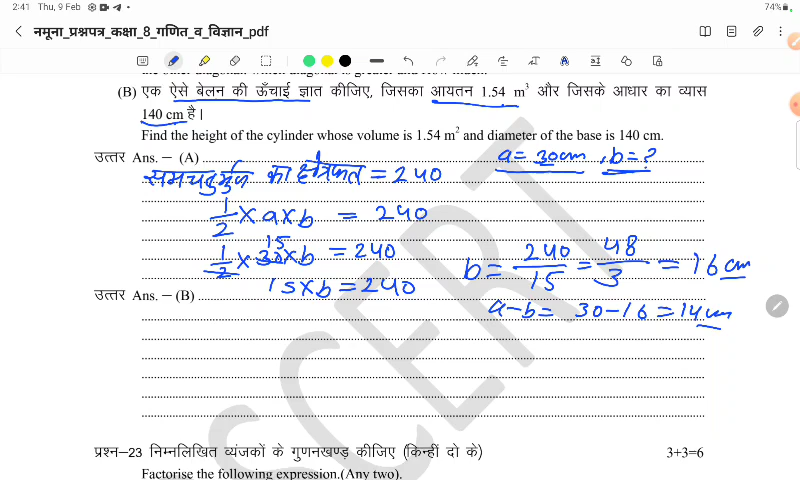 2:41 Thu, 9 Feb
74%
नमूना_प्रश्नपत्र_कक्षा_8_गणित_व_विज्ञान_pdf
(B) एक ऐसे बेलन की ऊँचाई ज्ञात कीजिए, जिसका आयतन 1.54 m³ और जिसके आधार का व्यास
140 cm है।
Find the height of the cylinder whose volume is 1.54 m² and diameter of the base is 140 cm.
उत्तर Ans. – (A)
a = 30cm, b = ?
समचतुर्भुज का क्षेत्रफल = 240
1/2 × a × b = 240
1/2 × 30 15 × b = 240
15 × b = 240
b = 240/15 = 48/3 = 16 cm
a – b = 30 – 16 = 14 cm
उत्तर Ans. – (B)
SCERT
प्रश्न–23 निम्नलिखित व्यंजकों के गुणनखण्ड कीजिए (किन्हीं दो के) 3+3=6
Factorise the following expression.(Any two).